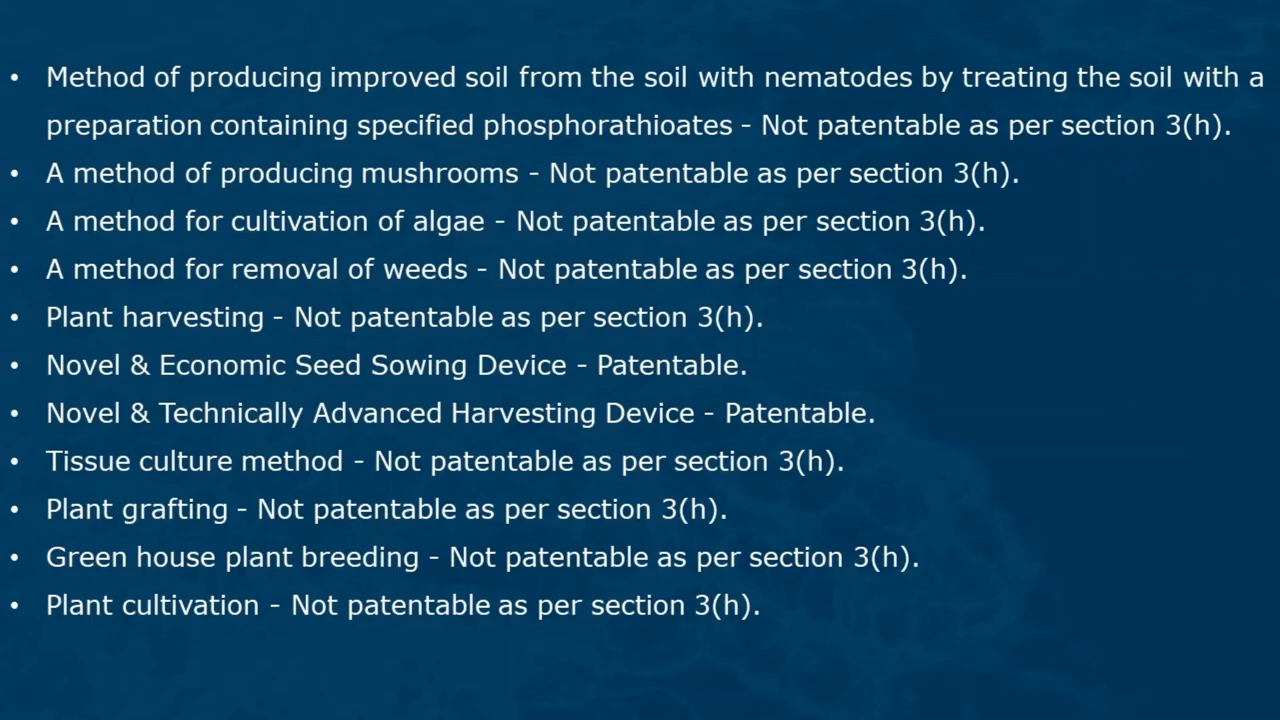 • Method of producing improved soil from the soil with nematodes by treating the soil with a
preparation containing specified phosphorathioates - Not patentable as per section 3(h).
• A method of producing mushrooms - Not patentable as per section 3(h).
• A method for cultivation of algae - Not patentable as per section 3(h).
• A method for removal of weeds - Not patentable as per section 3(h).
• Plant harvesting - Not patentable as per section 3(h).
• Novel & Economic Seed Sowing Device - Patentable.
• Novel & Technically Advanced Harvesting Device - Patentable.
• Tissue culture method - Not patentable as per section 3(h).
• Plant grafting - Not patentable as per section 3(h).
• Green house plant breeding - Not patentable as per section 3(h).
• Plant cultivation - Not patentable as per section 3(h).